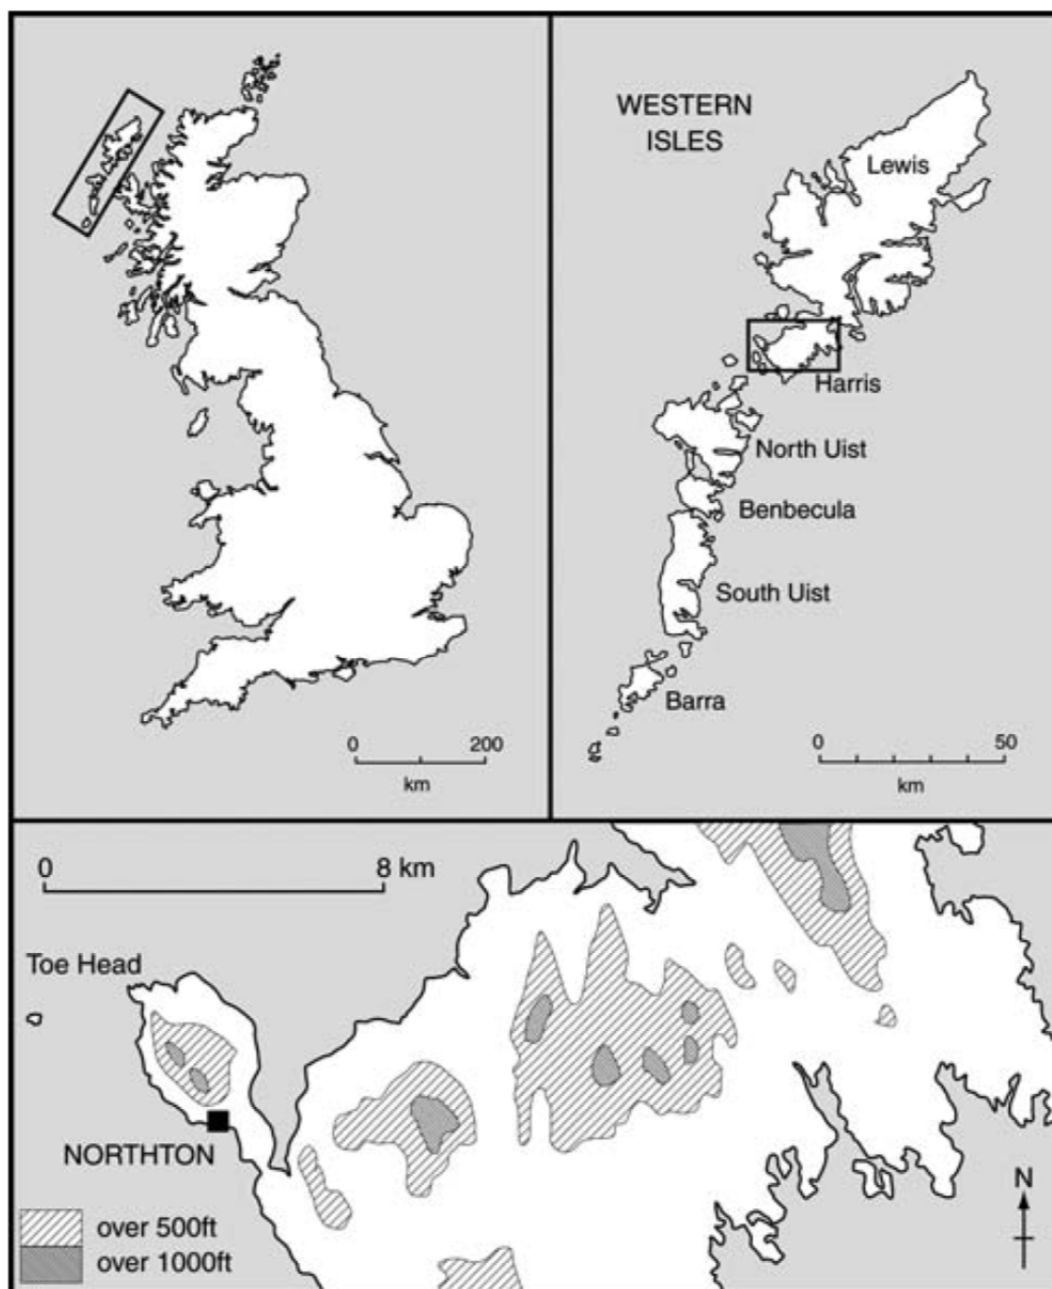 WESTERN
ISLES
Lewis
Harris
North Uist
Benbecula
South Uist
Barra
0 200
km
0 50
km
0 8 km
Toe Head
NORTHTON
over 500ft
over 1000ft
N